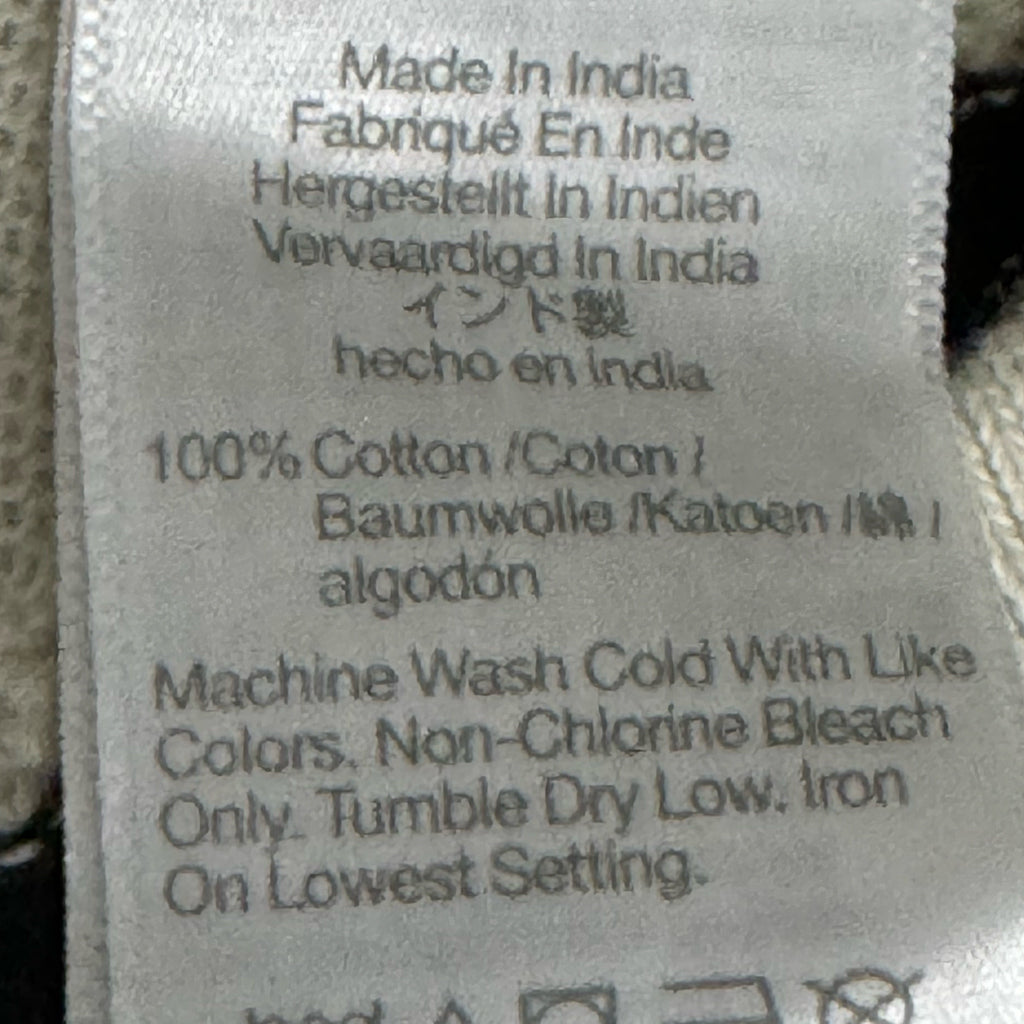 Made In India
Fabriqué En Inde
Hergestellt In Indien
Vervaardigd In India
インド製
hecho en India
100% Cotton /Coton /
Baumwolle /Katoen / /
algodón
Machine Wash Cold With Like
Colors. Non-Chlorine Bleach
Only. Tumble Dry Low. Iron
On Lowest Setting.